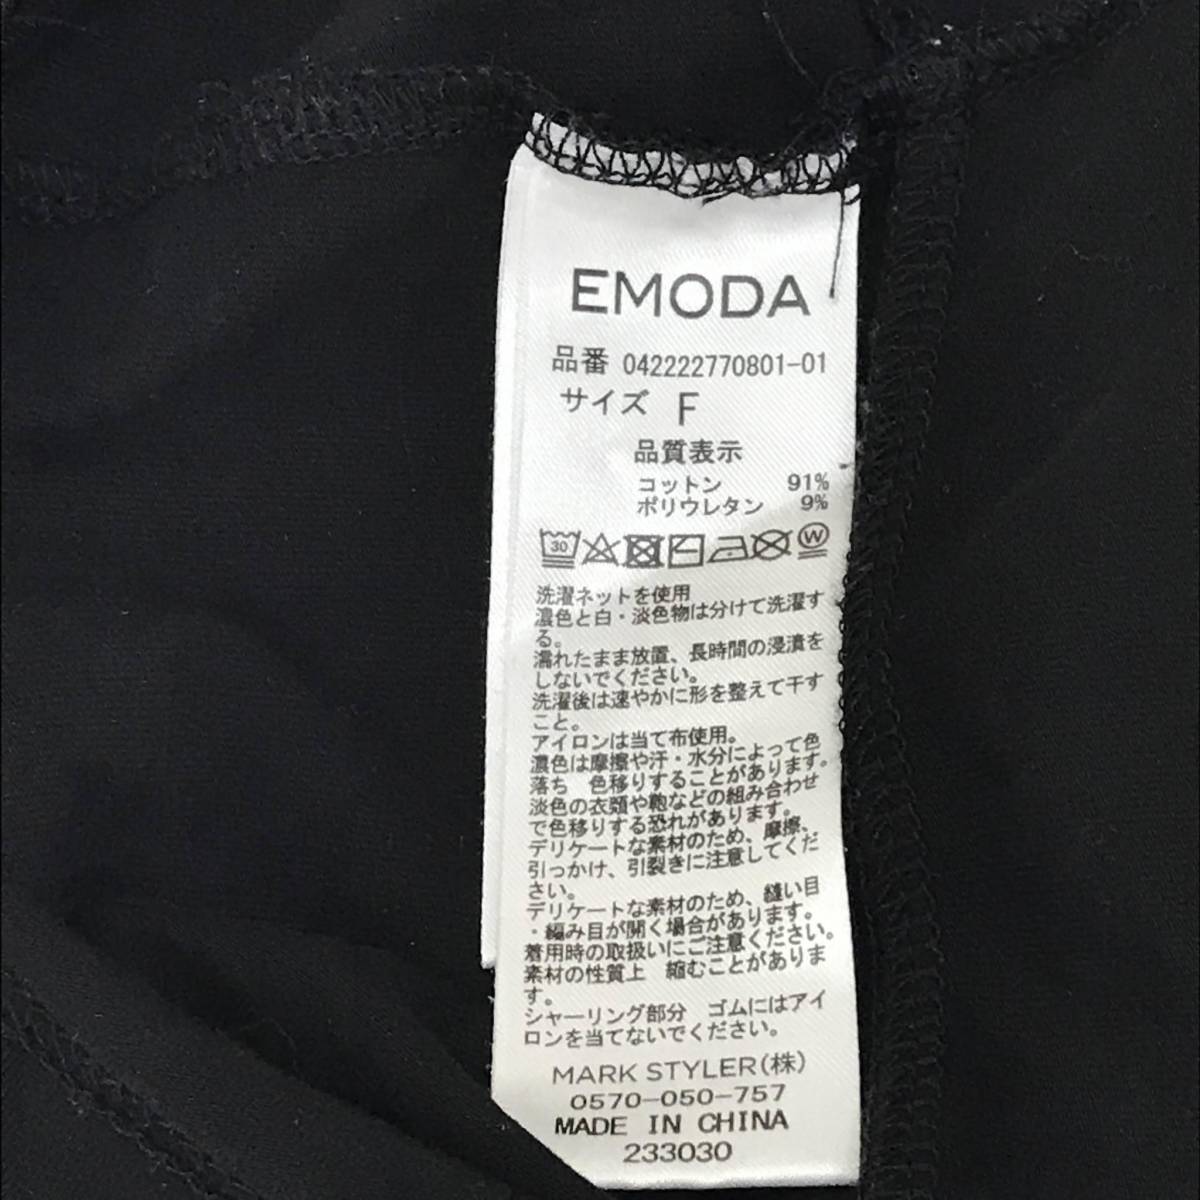 EMODA
品番 042222770801-01
サイズ F
品質表示
コットン 91%
ポリウレタン 9%
30 W
洗濯ネットを使用
濃色と白・淡色物は分けて洗濯す
る。
濡れたまま放置、長時間の浸漬を
しないでください。
洗濯後は速やかに形を整えて干す
こと。
アイロンは当て布使用。
濃色は摩擦や汗・水分によって色
落ち 色移りすることがあります。
淡色の衣類や鞄などの組み合わせ
で色移りする恐れがあります。
デリケートな素材のため、摩擦、
引っかけ、引裂きに注意してくだ
さい。
デリケートな素材のため、縫い目
・編み目が開く場合があります。
着用時の取扱いにご注意ください。
素材の性質上 縮むことがありま
す。
シャーリング部分 ゴムにはアイ
ロンを当てないでください。
MARK STYLER(株)
0570-050-757
MADE IN CHINA
233030